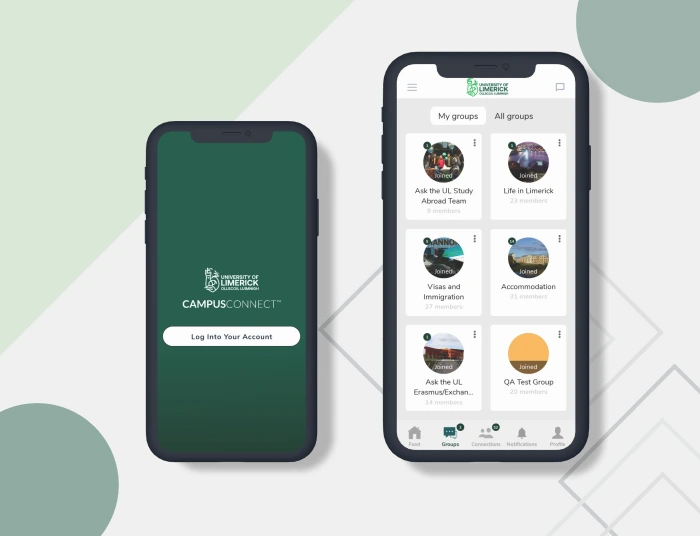 UNIVERSITY OF
LIMERICK
OLLSCOIL LUIMNIGH
CAMPUSCONNECT™
Log Into Your Account
UNIVERSITY OF
LIMERICK
OLLSCOIL LUIMNIGH
My groups
All groups
Joined
Ask the UL Study
Abroad Team
9 members
Joined
Life in Limerick
23 members
Joined
Visas and
Immigration
27 members
Joined
Accommodation
31 members
Joined
Ask the UL
Erasmus/Exchan...
14 members
Joined
QA Test Group
20 members
Feed
Groups
Connections
Notifications
Profile